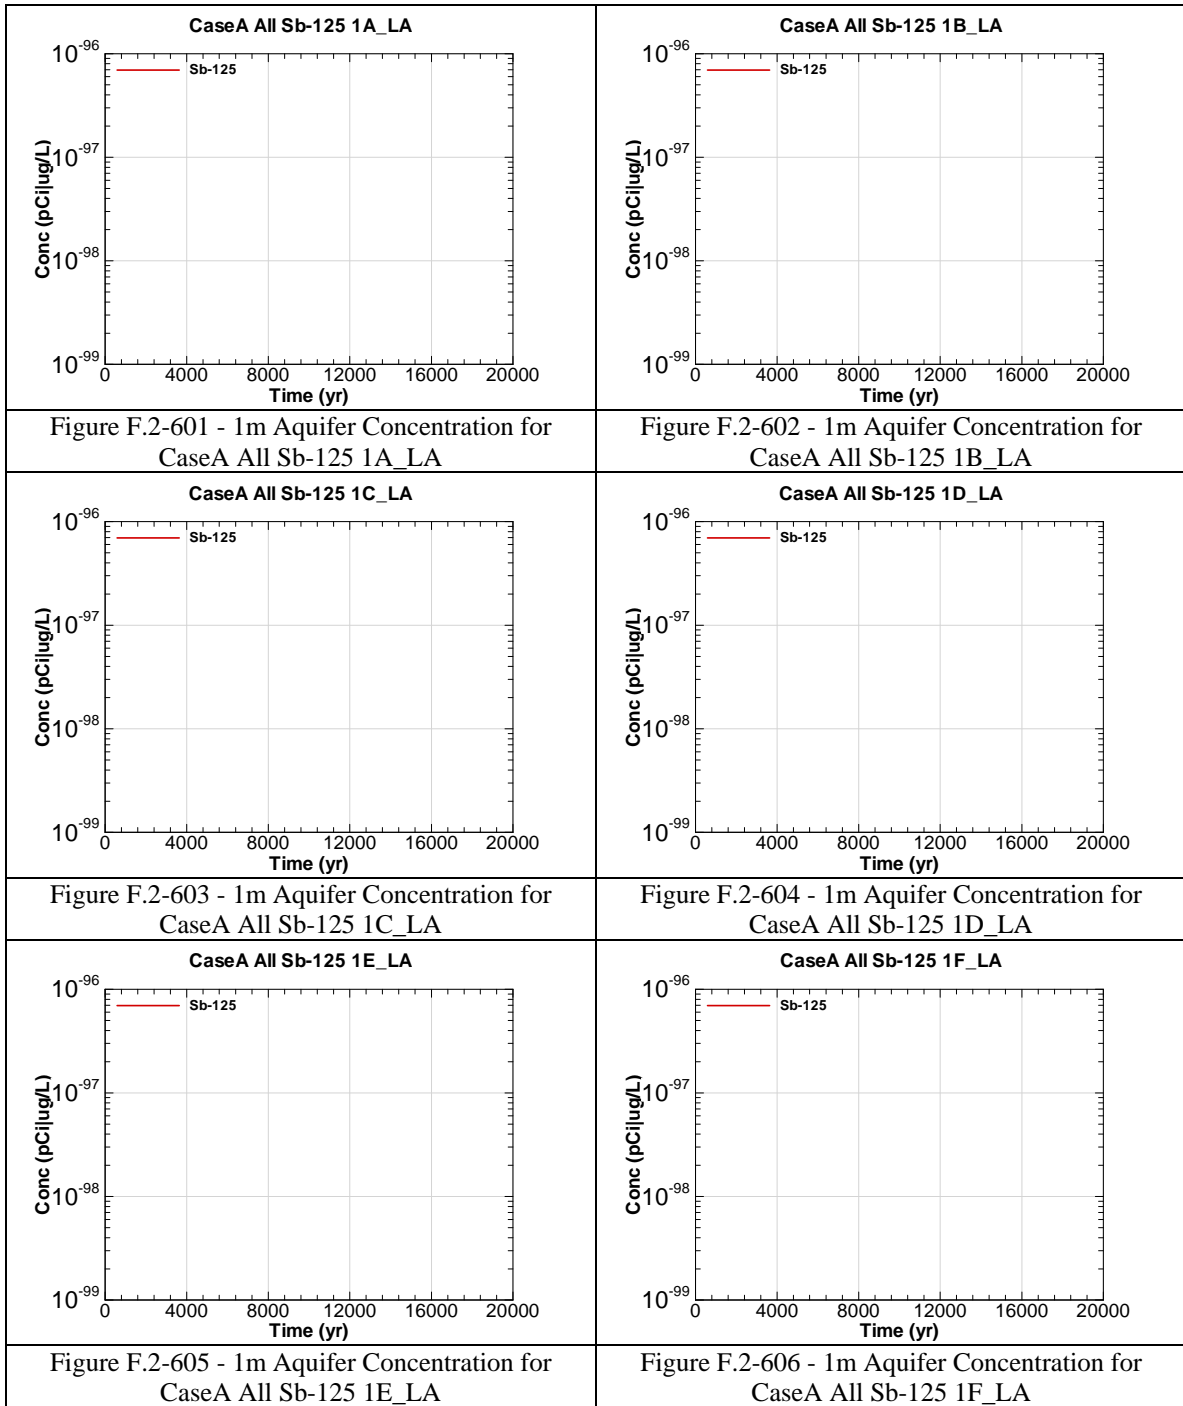 CaseA All Sb-125 1A_LA
10-96
Sb-125
10-97
Conc (pCi|ug/L)
10-98
10-99
0 4000 8000 12000 16000 20000
Time (yr)
Figure F.2-601 - 1m Aquifer Concentration for
CaseA All Sb-125 1A_LA
CaseA All Sb-125 1B_LA
10-96
Sb-125
10-97
Conc (pCi|ug/L)
10-98
10-99
0 4000 8000 12000 16000 20000
Time (yr)
Figure F.2-602 - 1m Aquifer Concentration for
CaseA All Sb-125 1B_LA
CaseA All Sb-125 1C_LA
10-96
Sb-125
10-97
Conc (pCi|ug/L)
10-98
10-99
0 4000 8000 12000 16000 20000
Time (yr)
Figure F.2-603 - 1m Aquifer Concentration for
CaseA All Sb-125 1C_LA
CaseA All Sb-125 1D_LA
10-96
Sb-125
10-97
Conc (pCi|ug/L)
10-98
10-99
0 4000 8000 12000 16000 20000
Time (yr)
Figure F.2-604 - 1m Aquifer Concentration for
CaseA All Sb-125 1D_LA
CaseA All Sb-125 1E_LA
10-96
Sb-125
10-97
Conc (pCi|ug/L)
10-98
10-99
0 4000 8000 12000 16000 20000
Time (yr)
Figure F.2-605 - 1m Aquifer Concentration for
CaseA All Sb-125 1E_LA
CaseA All Sb-125 1F_LA
10-96
Sb-125
10-97
Conc (pCi|ug/L)
10-98
10-99
0 4000 8000 12000 16000 20000
Time (yr)
Figure F.2-606 - 1m Aquifer Concentration for
CaseA All Sb-125 1F_LA